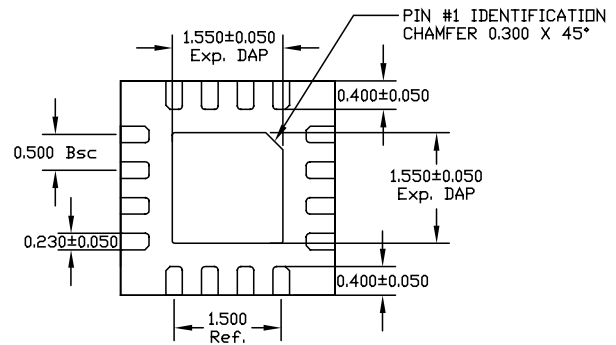 PIN #1 IDENTIFICATION
CHAMFER 0.300 X 45°
1.550±0.050
Exp. DAP
0.400±0.050
0.500 Bsc
1.550±0.050
Exp. DAP
0.230±0.050
0.400±0.050
1.500
Ref.